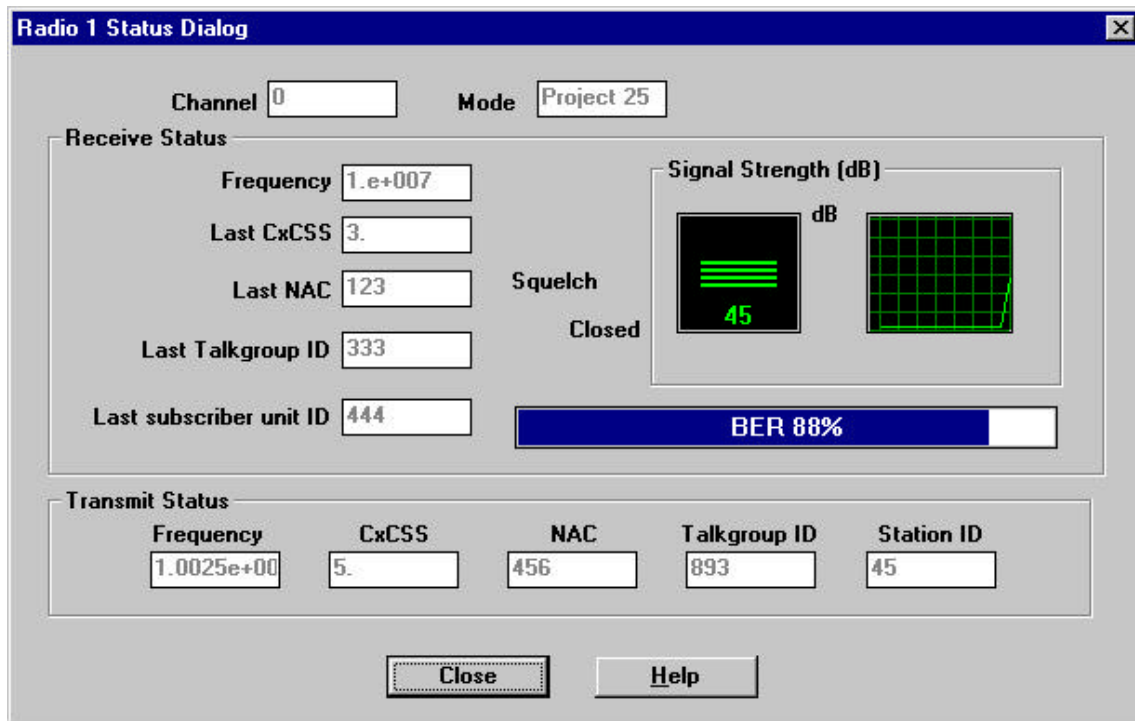 Radio 1 Status Dialog
Channel 0 Mode Project 25
Receive Status
Frequency 1.e+007
Last CxCSS 3.
Last NAC 123
Last Talkgroup ID 333
Last subscriber unit ID 444
Squelch
Closed
Signal Strength (dB)
dB
45
BER 88%
Transmit Status
Frequency CxCSS NAC Talkgroup ID Station ID
1.0025e+00 5. 456 893 45
Close Help